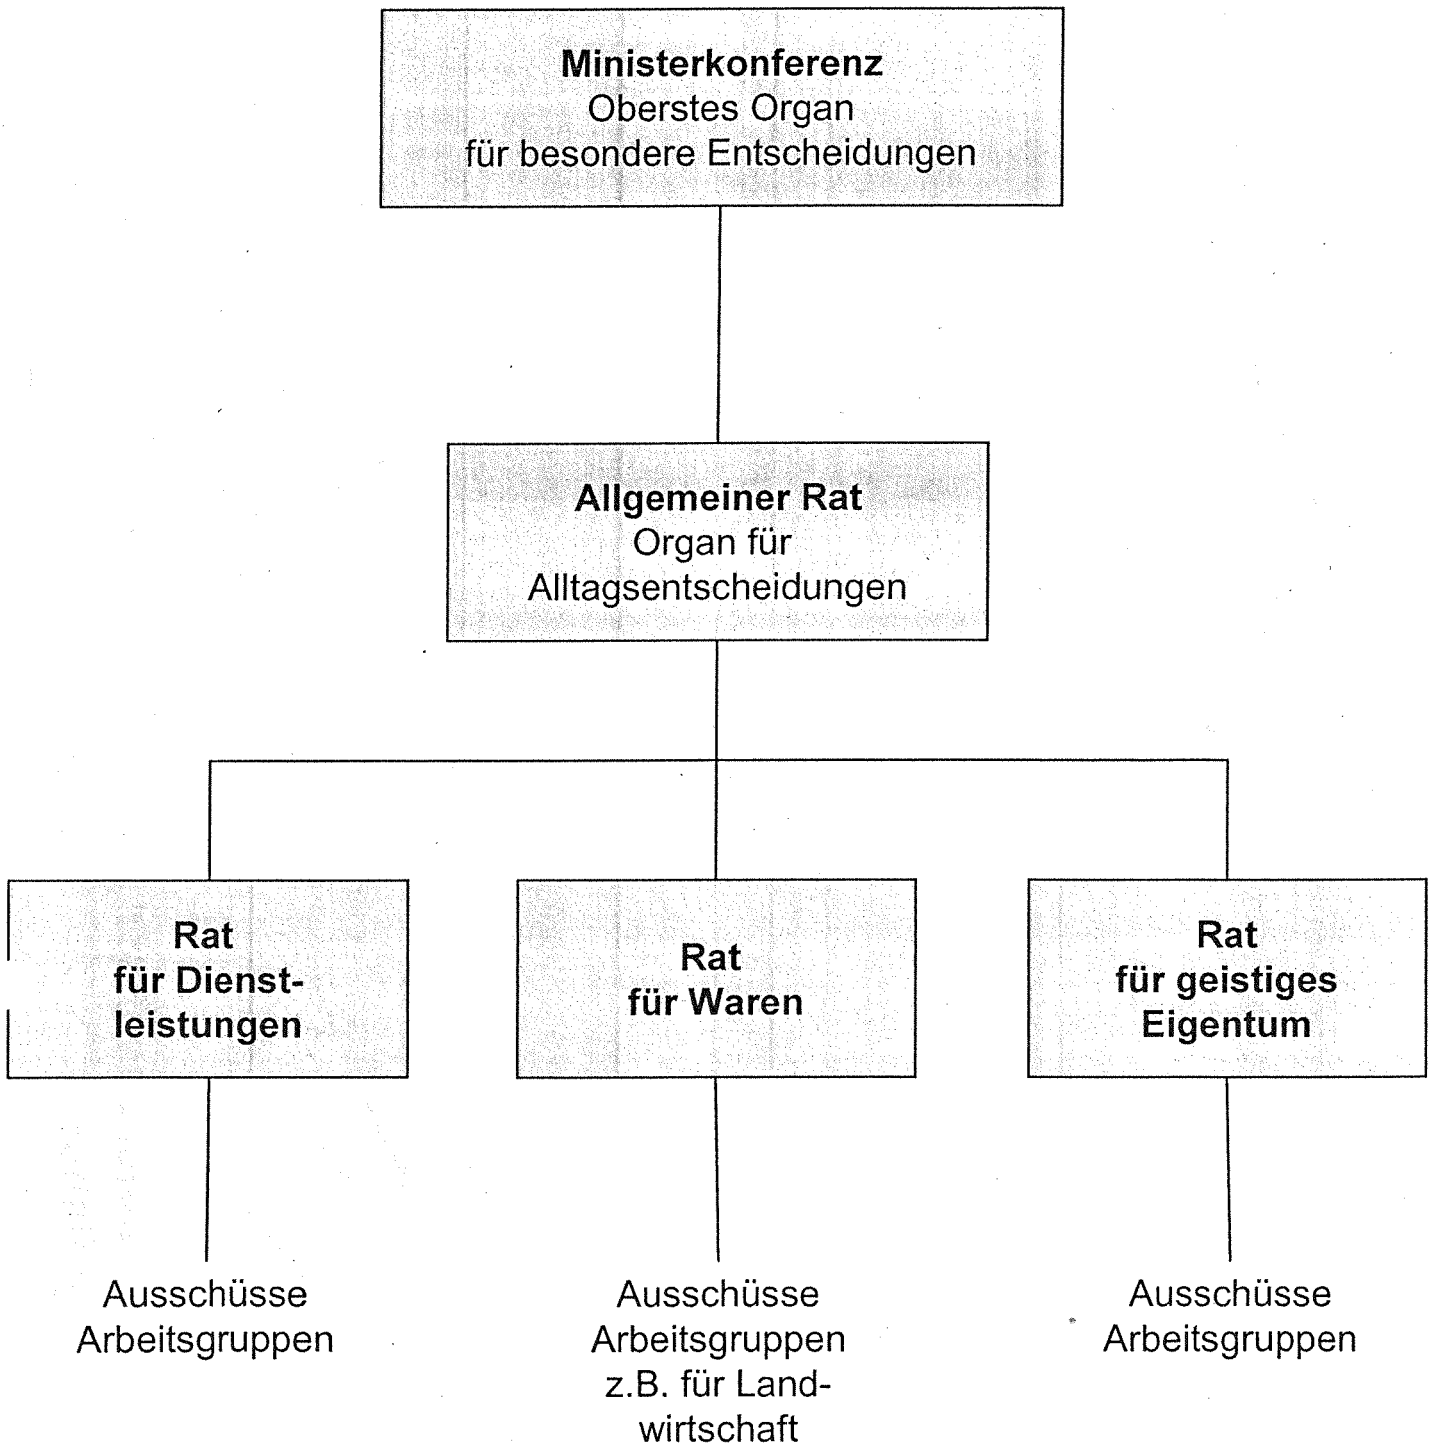 Ministerkonferenz
Oberstes Organ
für besondere Entscheidungen
Allgemeiner Rat
Organ für
Alltagsentscheidungen
Rat
für Dienst-
leistungen
Rat
für Waren
Rat
für geistiges
Eigentum
Ausschüsse
Arbeitsgruppen
Ausschüsse
Arbeitsgruppen
z.B. für Land-
wirtschaft
Ausschüsse
Arbeitsgruppen